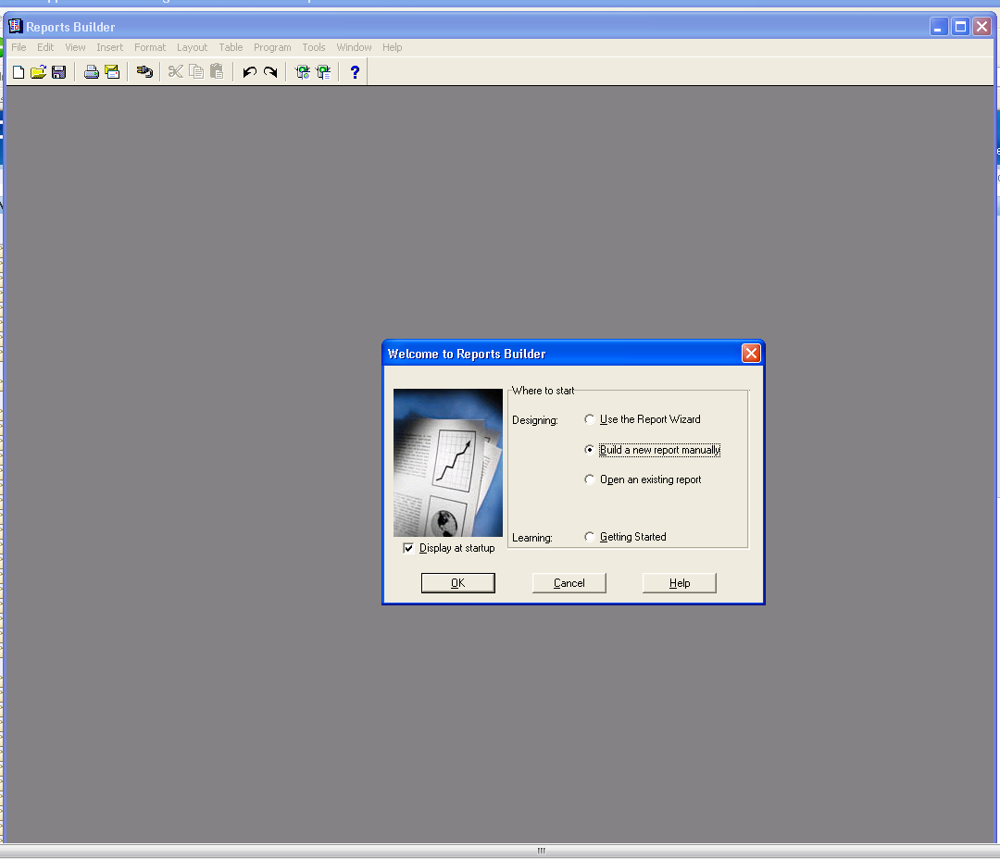 Reports Builder
File Edit View Insert Format Layout Table Program Tools Window Help
?
Welcome to Reports Builder
Where to start
Designing:
Use the Report Wizard
Build a new report manually
Open an existing report
Learning:
Getting Started
Display at startup
OK Cancel Help